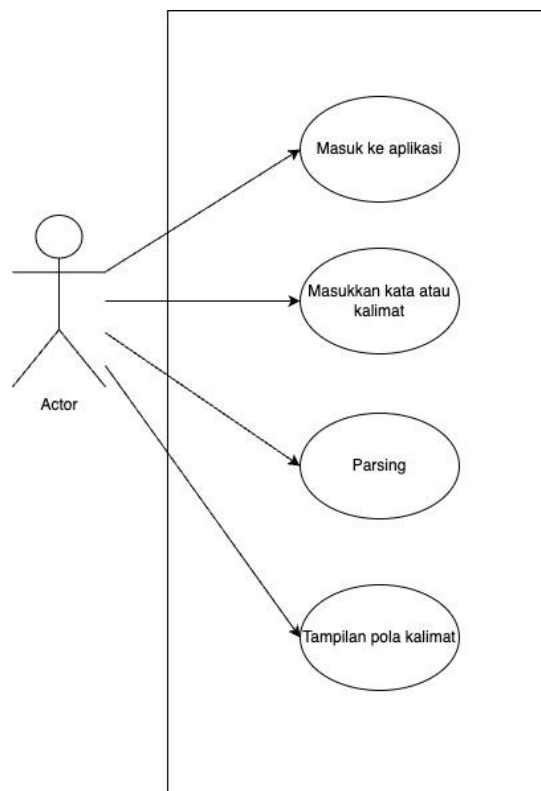 Masuk ke aplikasi
Masukkan kata atau
kalimat
Actor
Parsing
Tampilan pola kalimat